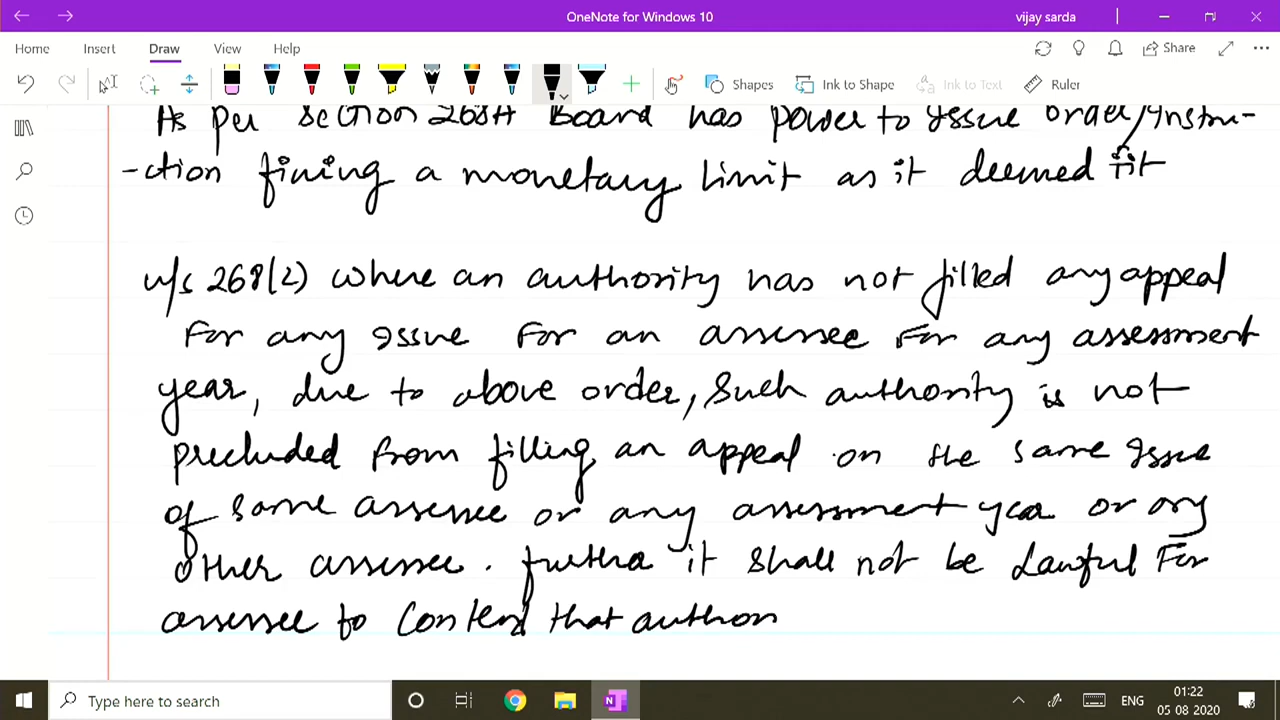 OneNote for Windows 10
vijay sarda
Home Insert Draw View Help
Share
Shapes Ink to Shape Ink to Text Ruler
As per Section 268A Board has power to Issue order/Instru-
-ction fixing a monetary Limit as it deemed fit
u/s 268(2) where an authority has not filled any appeal
For any Issue For an assessee For any assessment
year, due to above order, Such authority is not
precluded from filling an appeal on the same Issue
of same assessee or any assessment year or any
other assessee. further it shall not be Lawful For
assessee to Contend that author
Type here to search
ENG
01:22
05-08-2020